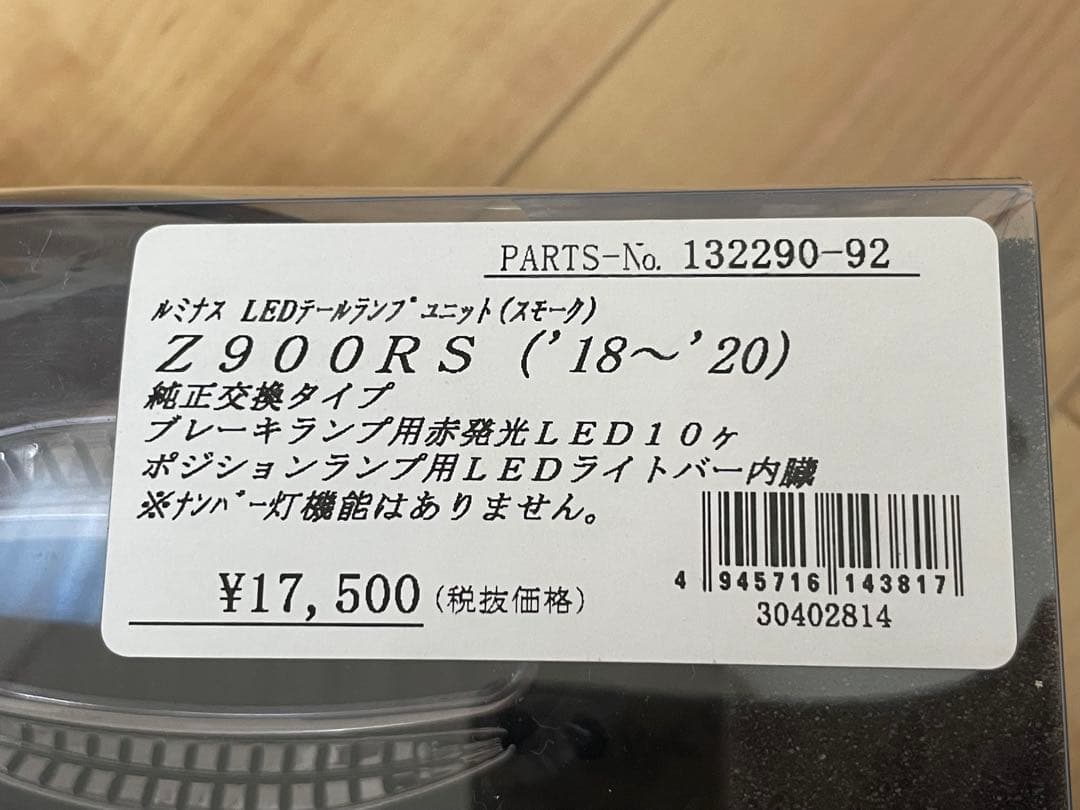 PARTS-No. 132290-92
ﾙﾐﾅｽ LEDﾃｰﾙﾗﾝﾌﾟﾕﾆｯﾄ(ｽﾓｰｸ)
Ｚ９００ＲＳ ('18～'20)
純正交換タイプ
ブレーキランプ用赤発光ＬＥＤ１０ヶ
ポジションランプ用ＬＥＤライトバー内臓
※ﾅﾝﾊﾞｰ灯機能はありません。
¥17,500 (税抜価格)
4 945716 143817
30402814